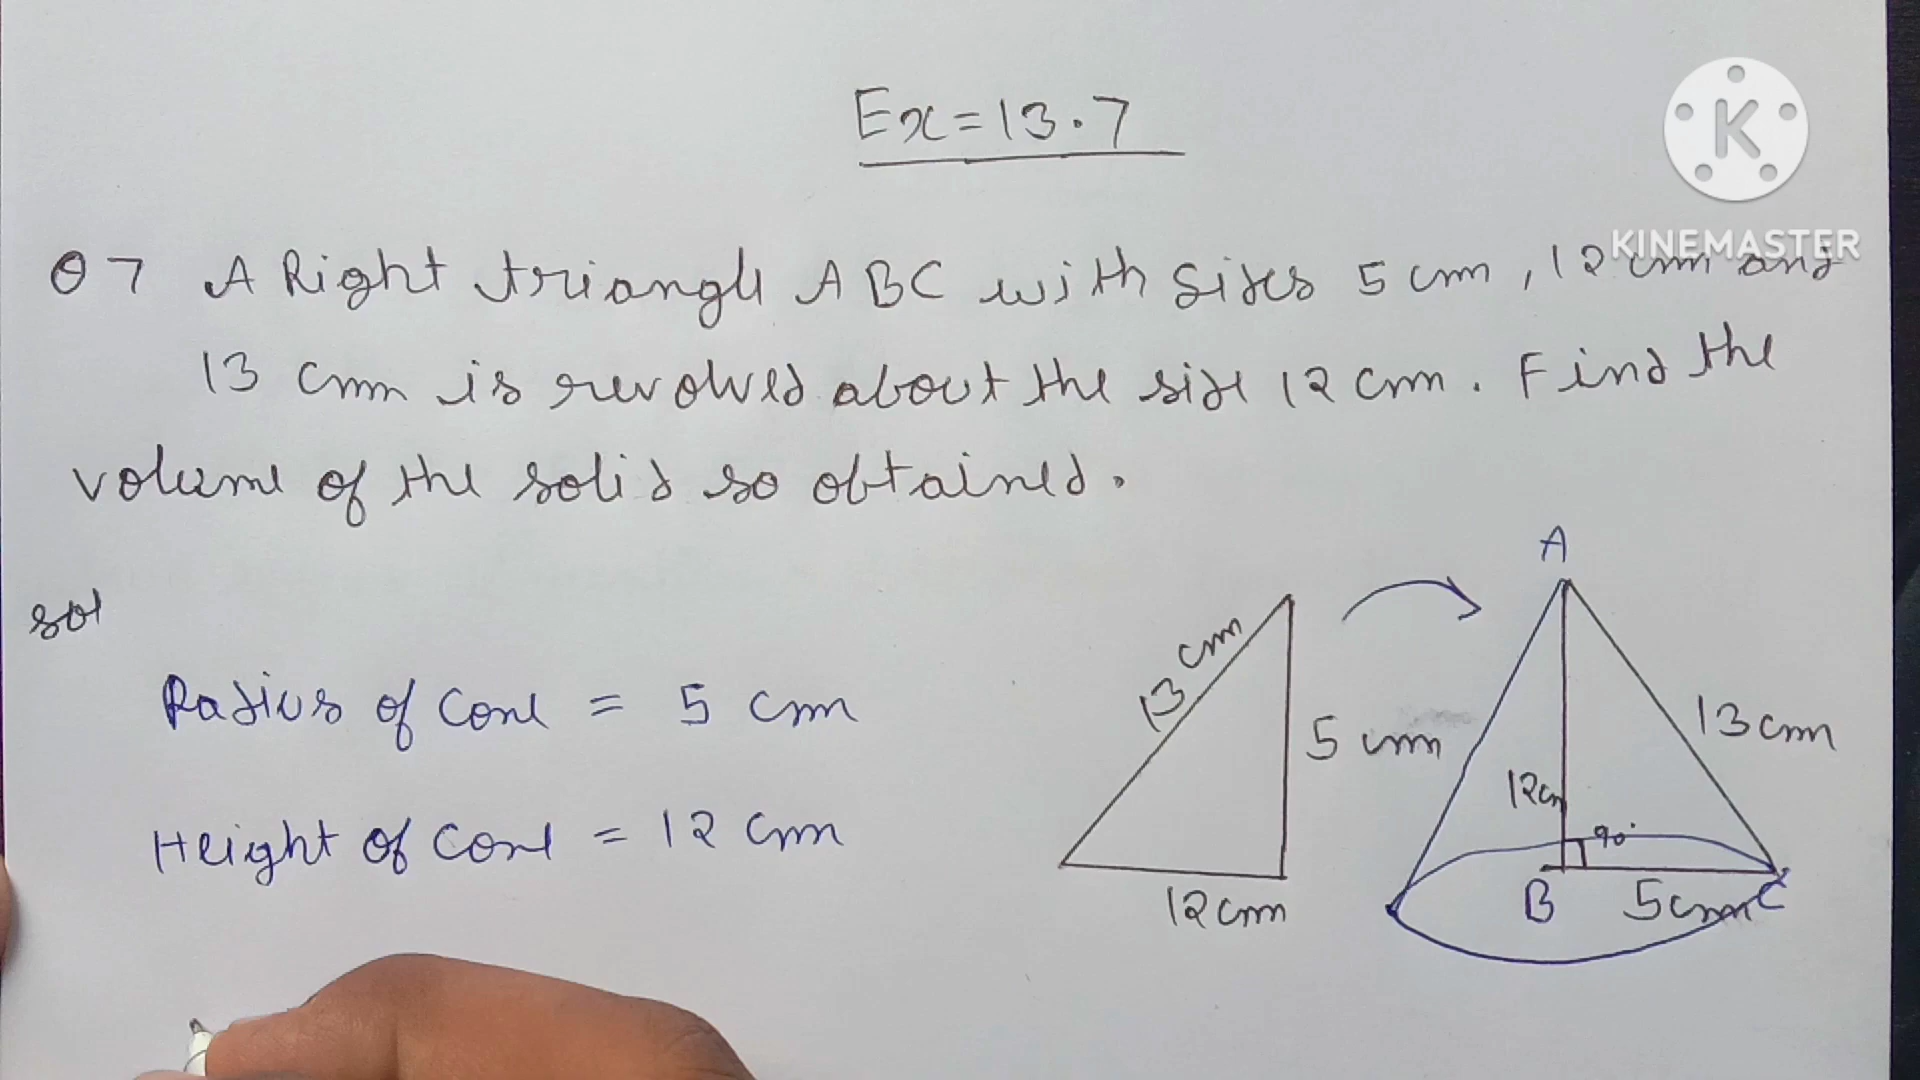 Ex = 13.7
K
KINEMASTER
Q7 A Right triangle ABC with sides 5 cm, 12 cm and
13 cm is revolved about the side 12 cm. Find the
volume of the solid so obtained.
sol
Radius of cone = 5 cm
Height of cone = 12 cm
13 cm
5 cm
12 cm
A
13 cm
12cm
90°
B
5cm
C